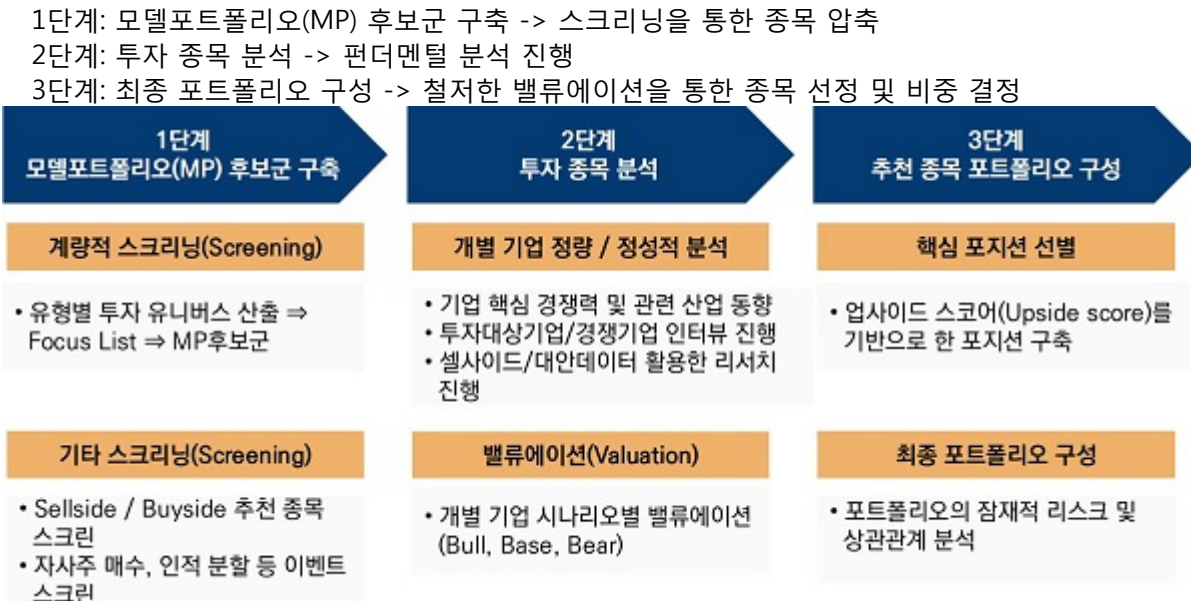 1단계: 모델포트폴리오(MP) 후보군 구축 -> 스크리닝을 통한 종목 압축
2단계: 투자 종목 분석 -> 펀더멘털 분석 진행
3단계: 최종 포트폴리오 구성 -> 철저한 밸류에이션을 통한 종목 선정 및 비중 결정
1단계
모델포트폴리오(MP) 후보군 구축
계량적 스크리닝(Screening)
• 유형별 투자 유니버스 산출 ⇒
Focus List ⇒ MP후보군
기타 스크리닝(Screening)
• Sellside / Buyside 추천 종목
스크린
• 자사주 매수, 인적 분할 등 이벤트
스크린
2단계
투자 종목 분석
개별 기업 정량 / 정성적 분석
• 기업 핵심 경쟁력 및 관련 산업 동향
• 투자대상기업/경쟁기업 인터뷰 진행
• 셀사이드/대안데이터 활용한 리서치
진행
밸류에이션(Valuation)
• 개별 기업 시나리오별 밸류에이션
(Bull, Base, Bear)
3단계
추천 종목 포트폴리오 구성
핵심 포지션 선별
• 업사이드 스코어(Upside score)를
기반으로 한 포지션 구축
최종 포트폴리오 구성
• 포트폴리오의 잠재적 리스크 및
상관관계 분석